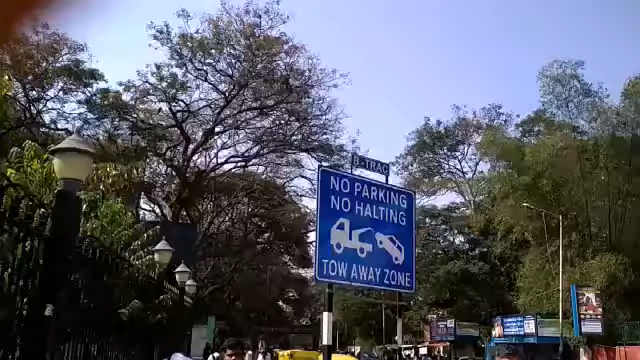 B-TRAC
NO PARKING
NO HALTING
TOW AWAY ZONE